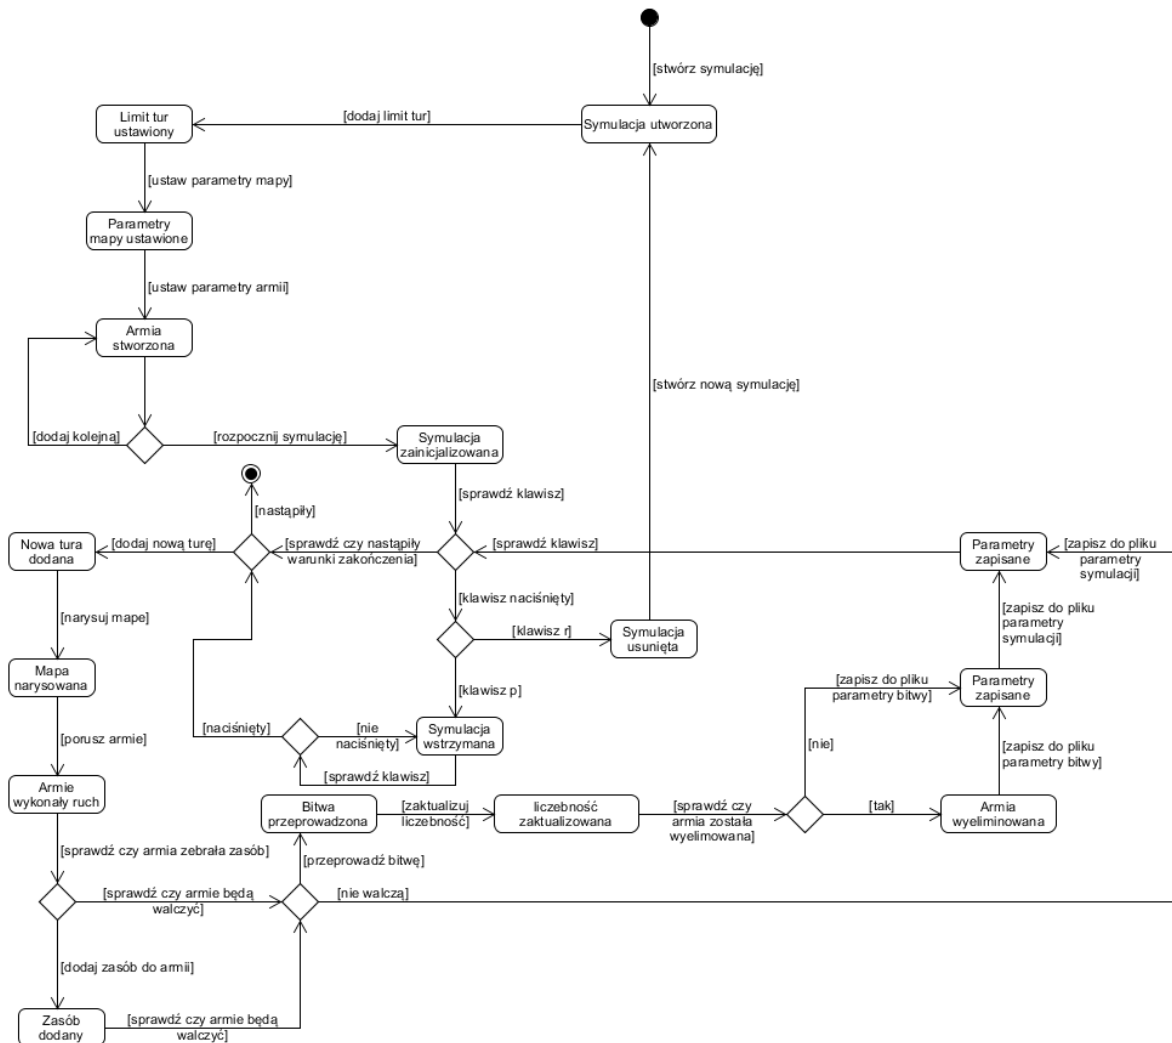 [stwórz symulację]
Limit tur
ustawiony
[dodaj limit tur]
Symulacja utworzona
[ustaw parametry mapy]
Parametry
mapy ustawione
[ustaw parametry armii]
Armia
stworzona
[stwórz nową symulację]
[dodaj kolejną]
[rozpocznij symulację]
Symulacja
zainicjalizowana
[sprawdź klawisz]
[nastąpiły]
Nowa tura
dodana
[dodaj nową turę]
[sprawdź czy nastąpiły
warunki zakończenia]
[sprawdź klawisz]
Parametry
zapisane
[zapisz do pliku
parametry
symulacji]
[klawisz naciśnięty]
[narysuj mape]
[klawisz r]
Symulacja
usunięta
[zapisz do pliku
parametry
symulacji]
Mapa
narysowana
[klawisz p]
[zapisz do pliku
parametry bitwy]
Parametry
zapisane
[naciśnięty]
[nie
naciśnięty]
Symulacja
wstrzymana
[porusz armie]
[nie]
[zapisz do pliku
parametry bitwy]
[sprawdź klawisz]
Armie
wykonały ruch
Bitwa
przeprowadzona
[zaktualizuj
liczebność]
liczebność
zaktualizowana
[sprawdź czy
armia została
wyelimowana]
[tak]
Armia
wyeliminowana
[sprawdź czy armia zebrała zasób]
[przeprowadź bitwę]
[sprawdź czy armie będą
walczyć]
[nie walczą]
[dodaj zasób do armii]
Zasób
dodany
[sprawdź czy armie będą
walczyć]